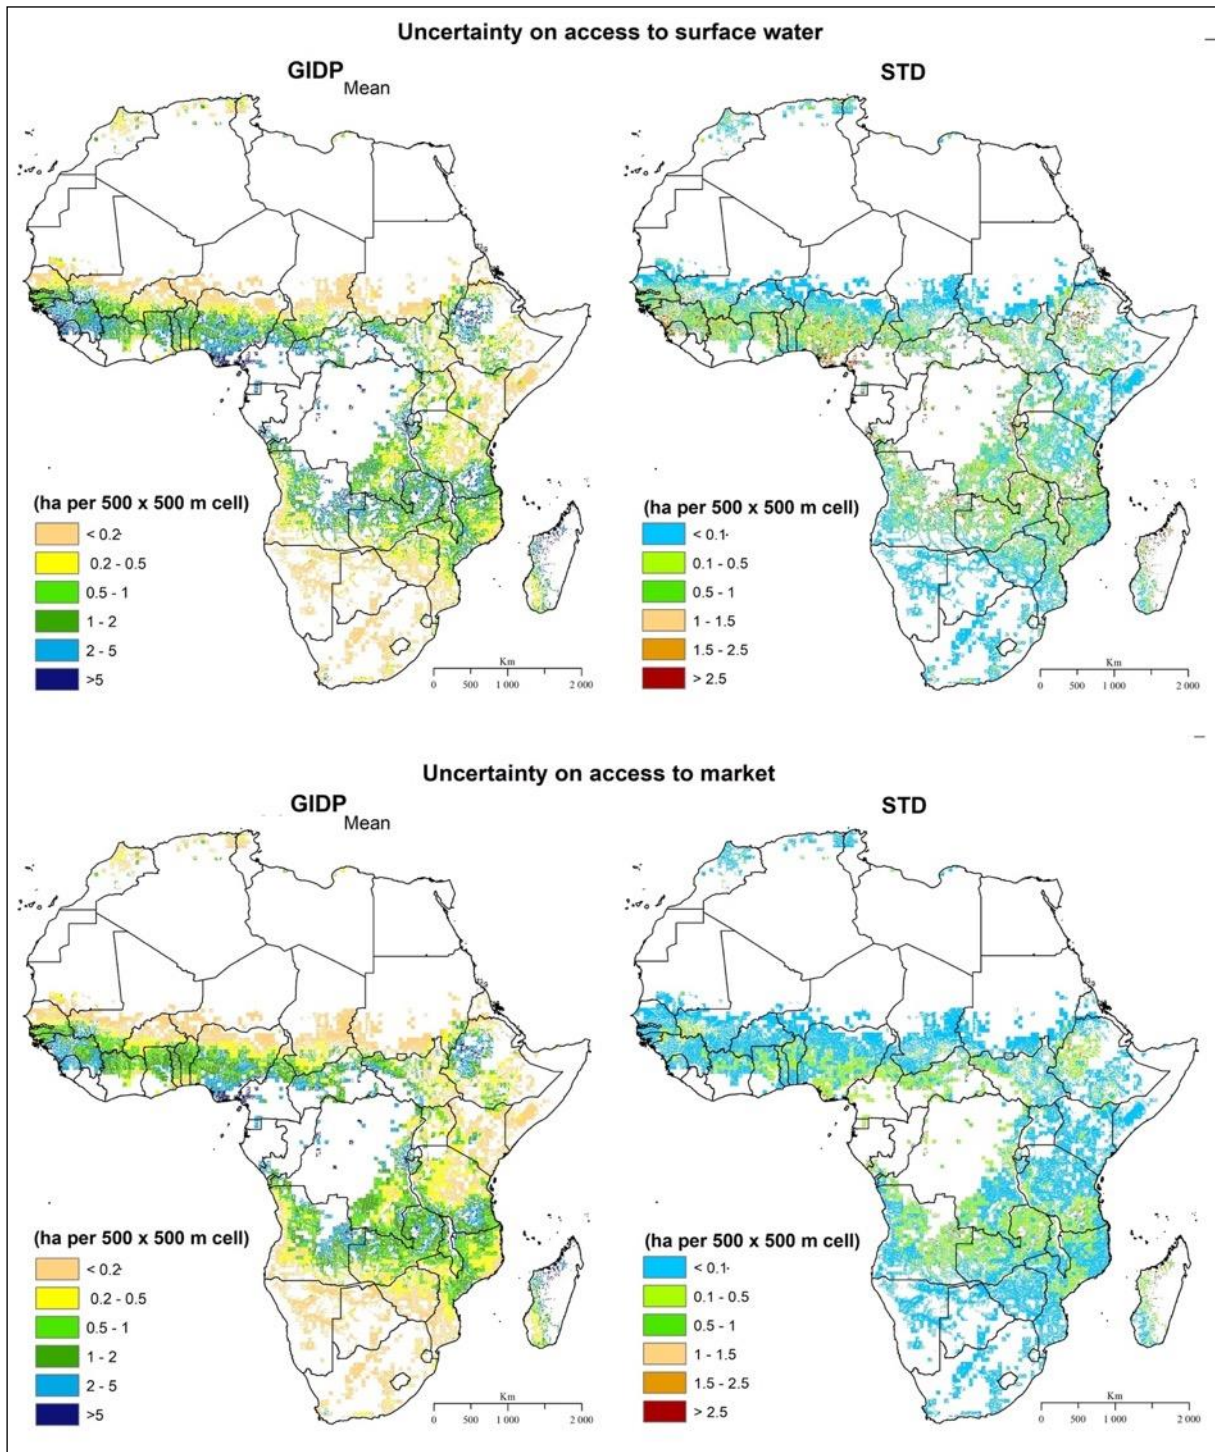 Uncertainty on access to surface water
GIDP Mean
STD
(ha per 500 x 500 m cell)
< 0.2
0.2 - 0.5
0.5 - 1
1 - 2
2 - 5
>5
Km
0 500 1 000 2 000
(ha per 500 x 500 m cell)
< 0.1
0.1 - 0.5
0.5 - 1
1 - 1.5
1.5 - 2.5
> 2.5
Km
0 500 1 000 2 000
Uncertainty on access to market
GIDP Mean
STD
(ha per 500 x 500 m cell)
< 0.2
0.2 - 0.5
0.5 - 1
1 - 2
2 - 5
>5
Km
0 500 1 000 2 000
(ha per 500 x 500 m cell)
< 0.1
0.1 - 0.5
0.5 - 1
1 - 1.5
1.5 - 2.5
> 2.5
Km
0 500 1 000 2 000